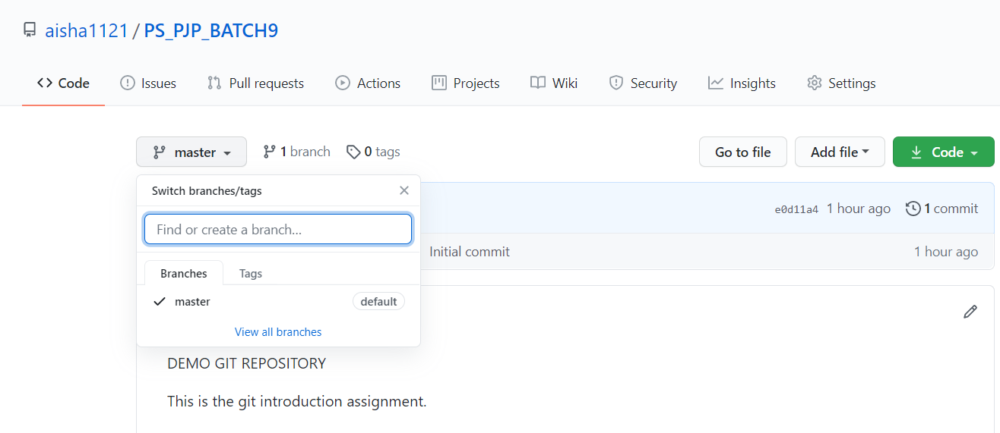 aisha1121 / PS_PJP_BATCH9
Code Issues Pull requests Actions Projects Wiki Security Insights Settings
master 1 branch 0 tags Go to file Add file Code
Switch branches/tags
Find or create a branch...
Branches Tags
master default
View all branches
e0d11a4 1 hour ago 1 commit
Initial commit 1 hour ago
DEMO GIT REPOSITORY
This is the git introduction assignment.